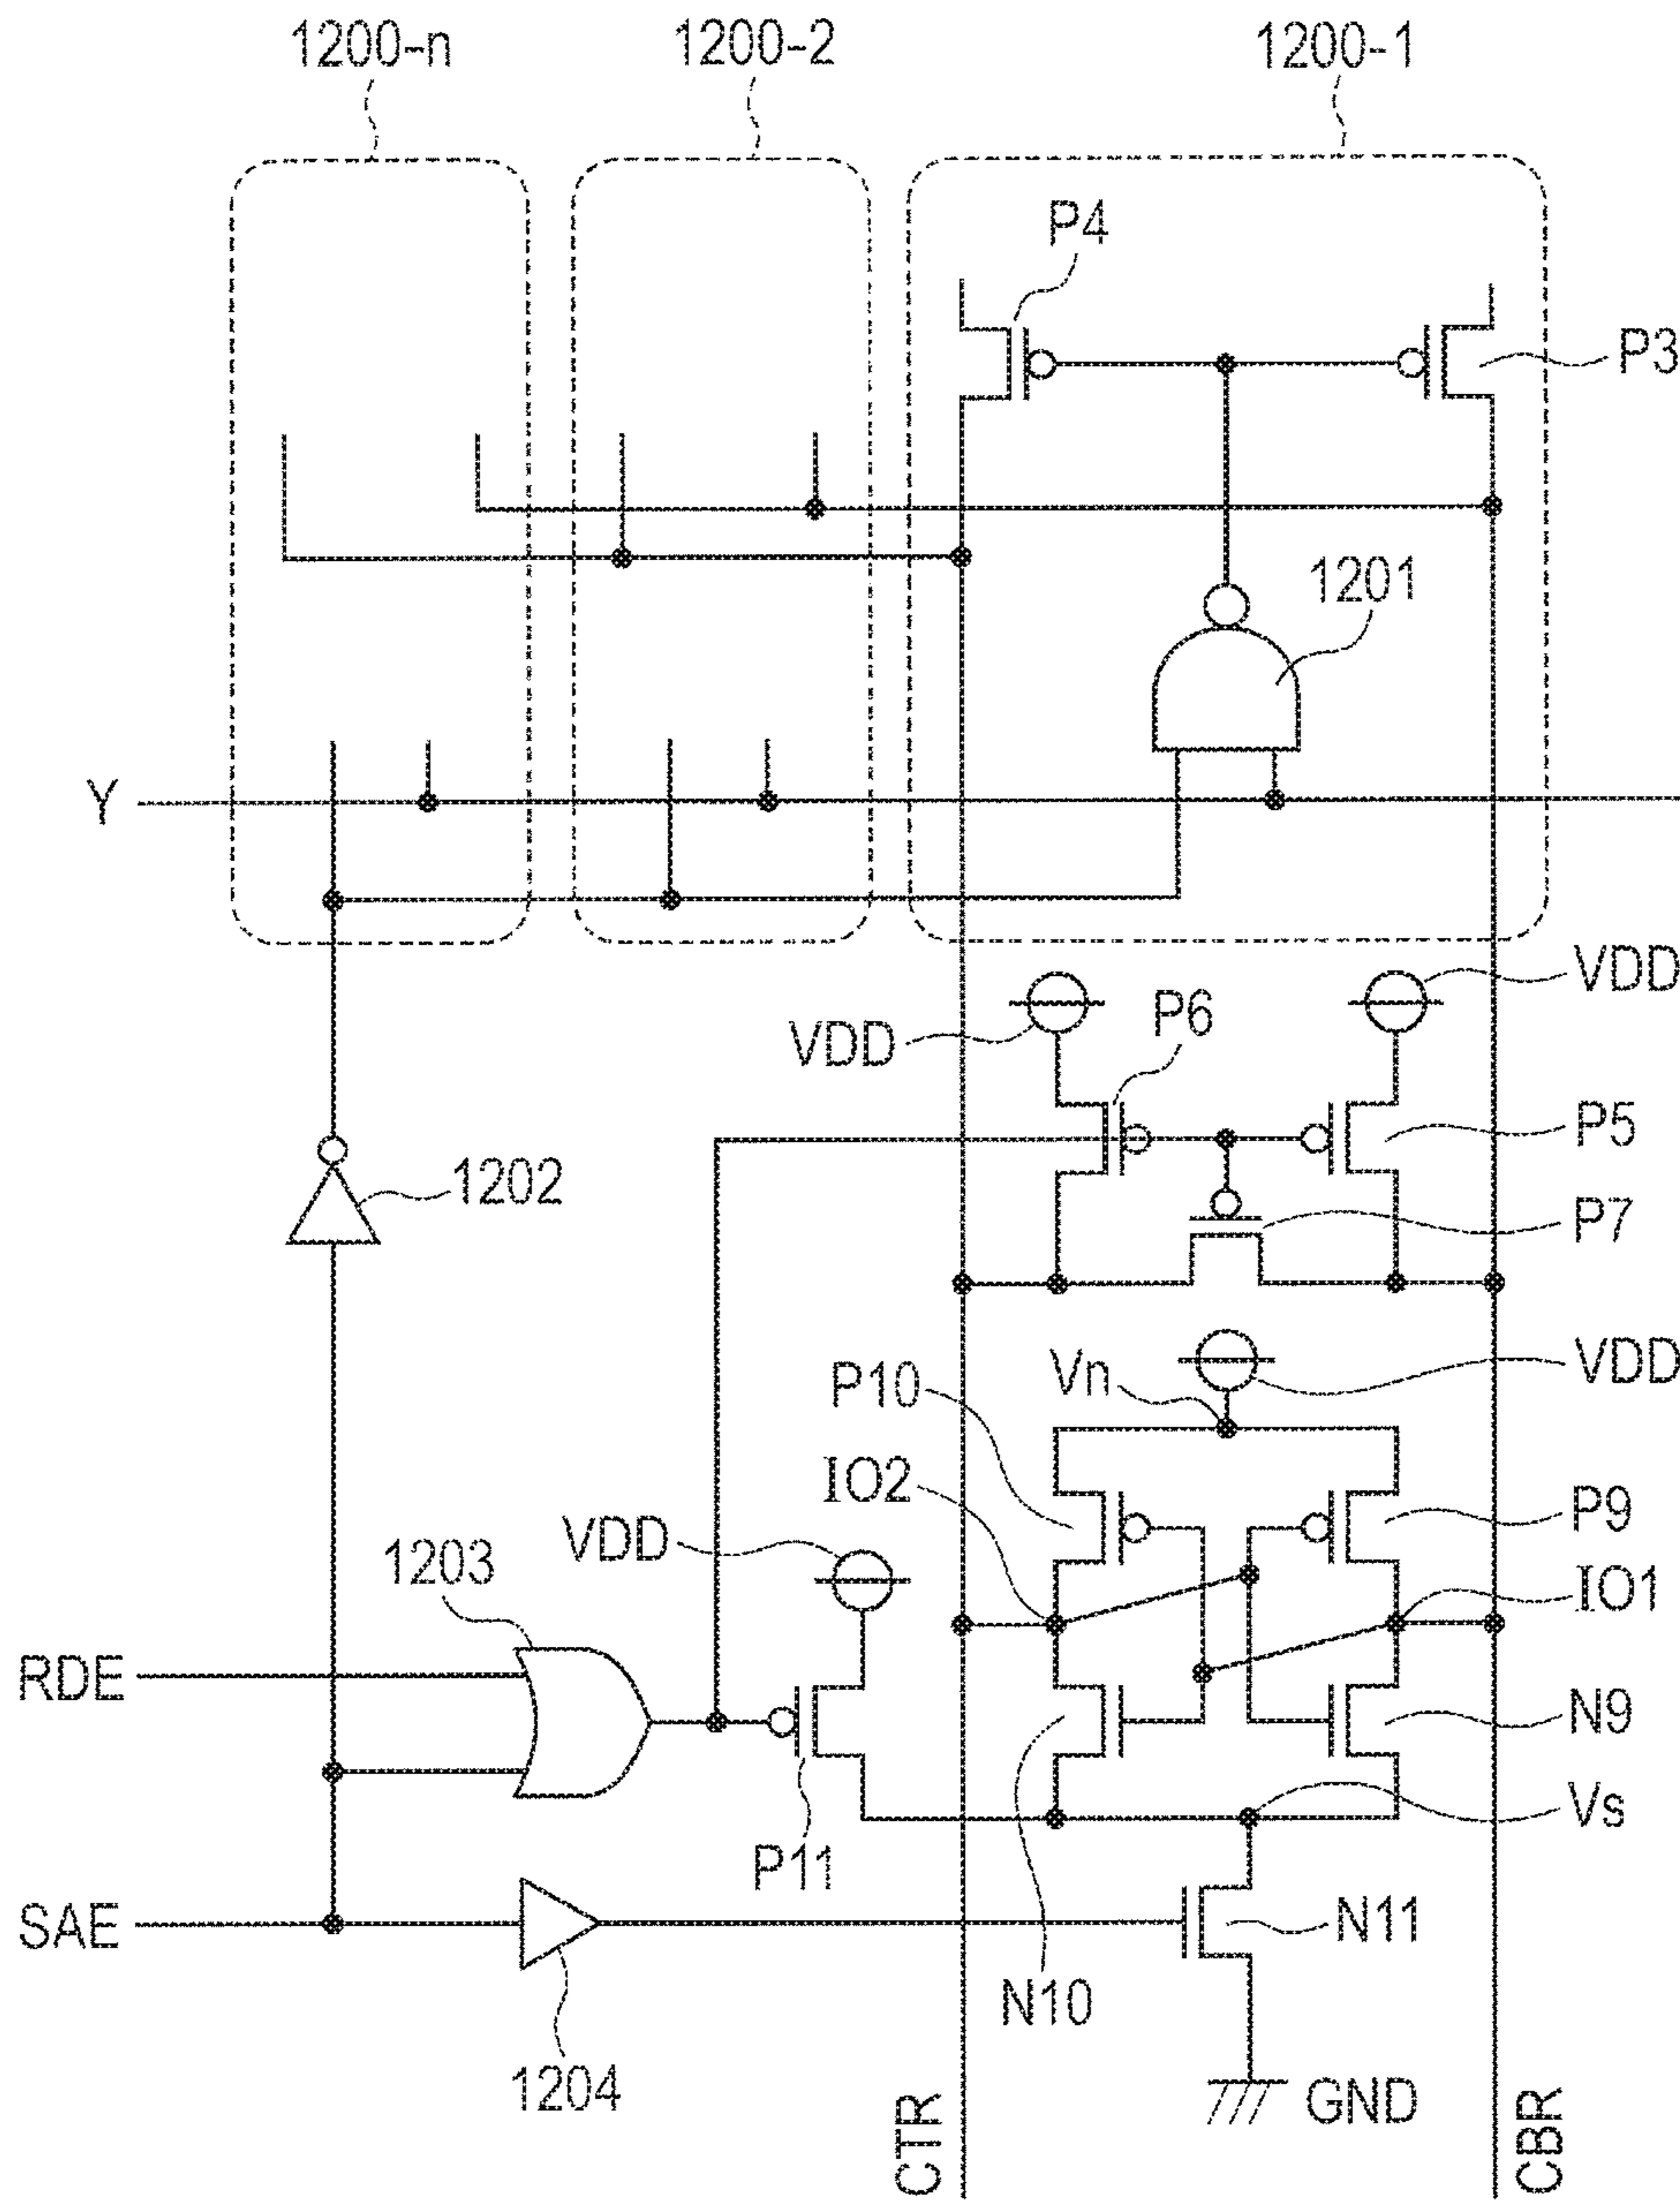 1200-n 1200-2 1200-1
P4
P3
1201
Y
VDD P6 VDD
P5
1202
P7
P10 Vn VDD
IO2
P9
VDD
1203
IO1
RDE
N9
Vs
P11
SAE
N11
N10
1204
GND
CTR
CBR